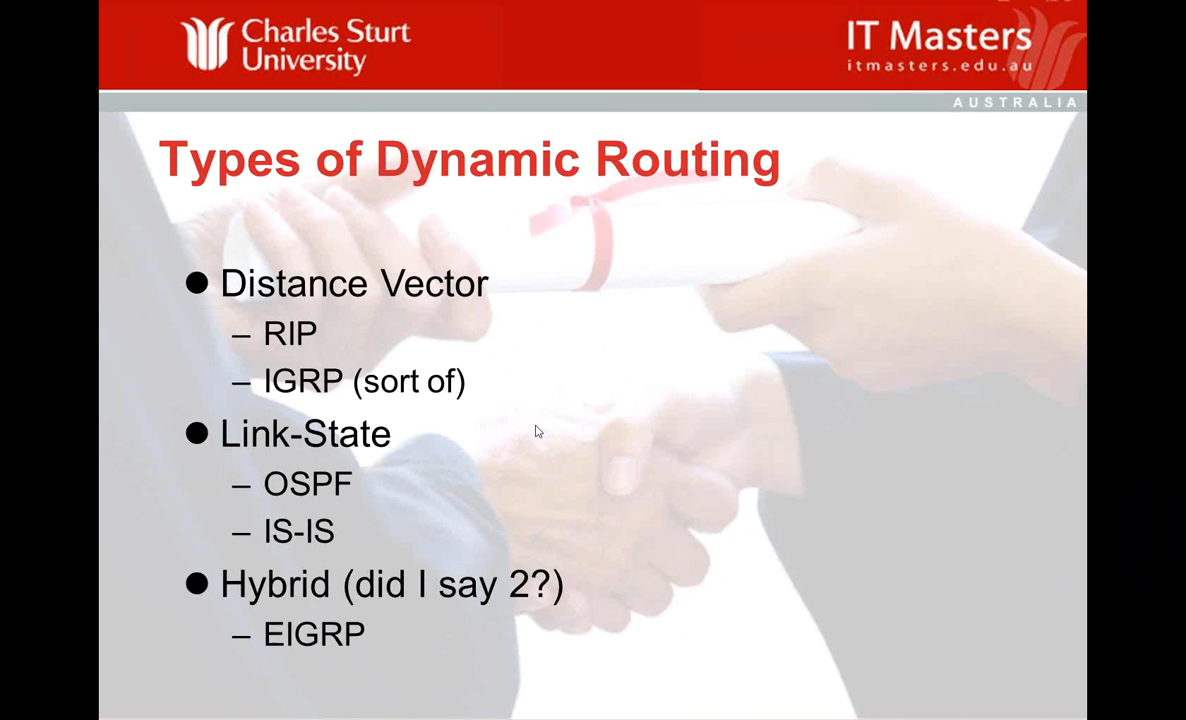 Charles Sturt
University
IT Masters
itmasters.edu.au
AUSTRALIA
Types of Dynamic Routing
● Distance Vector
– RIP
– IGRP (sort of)
● Link-State
– OSPF
– IS-IS
● Hybrid (did I say 2?)
– EIGRP